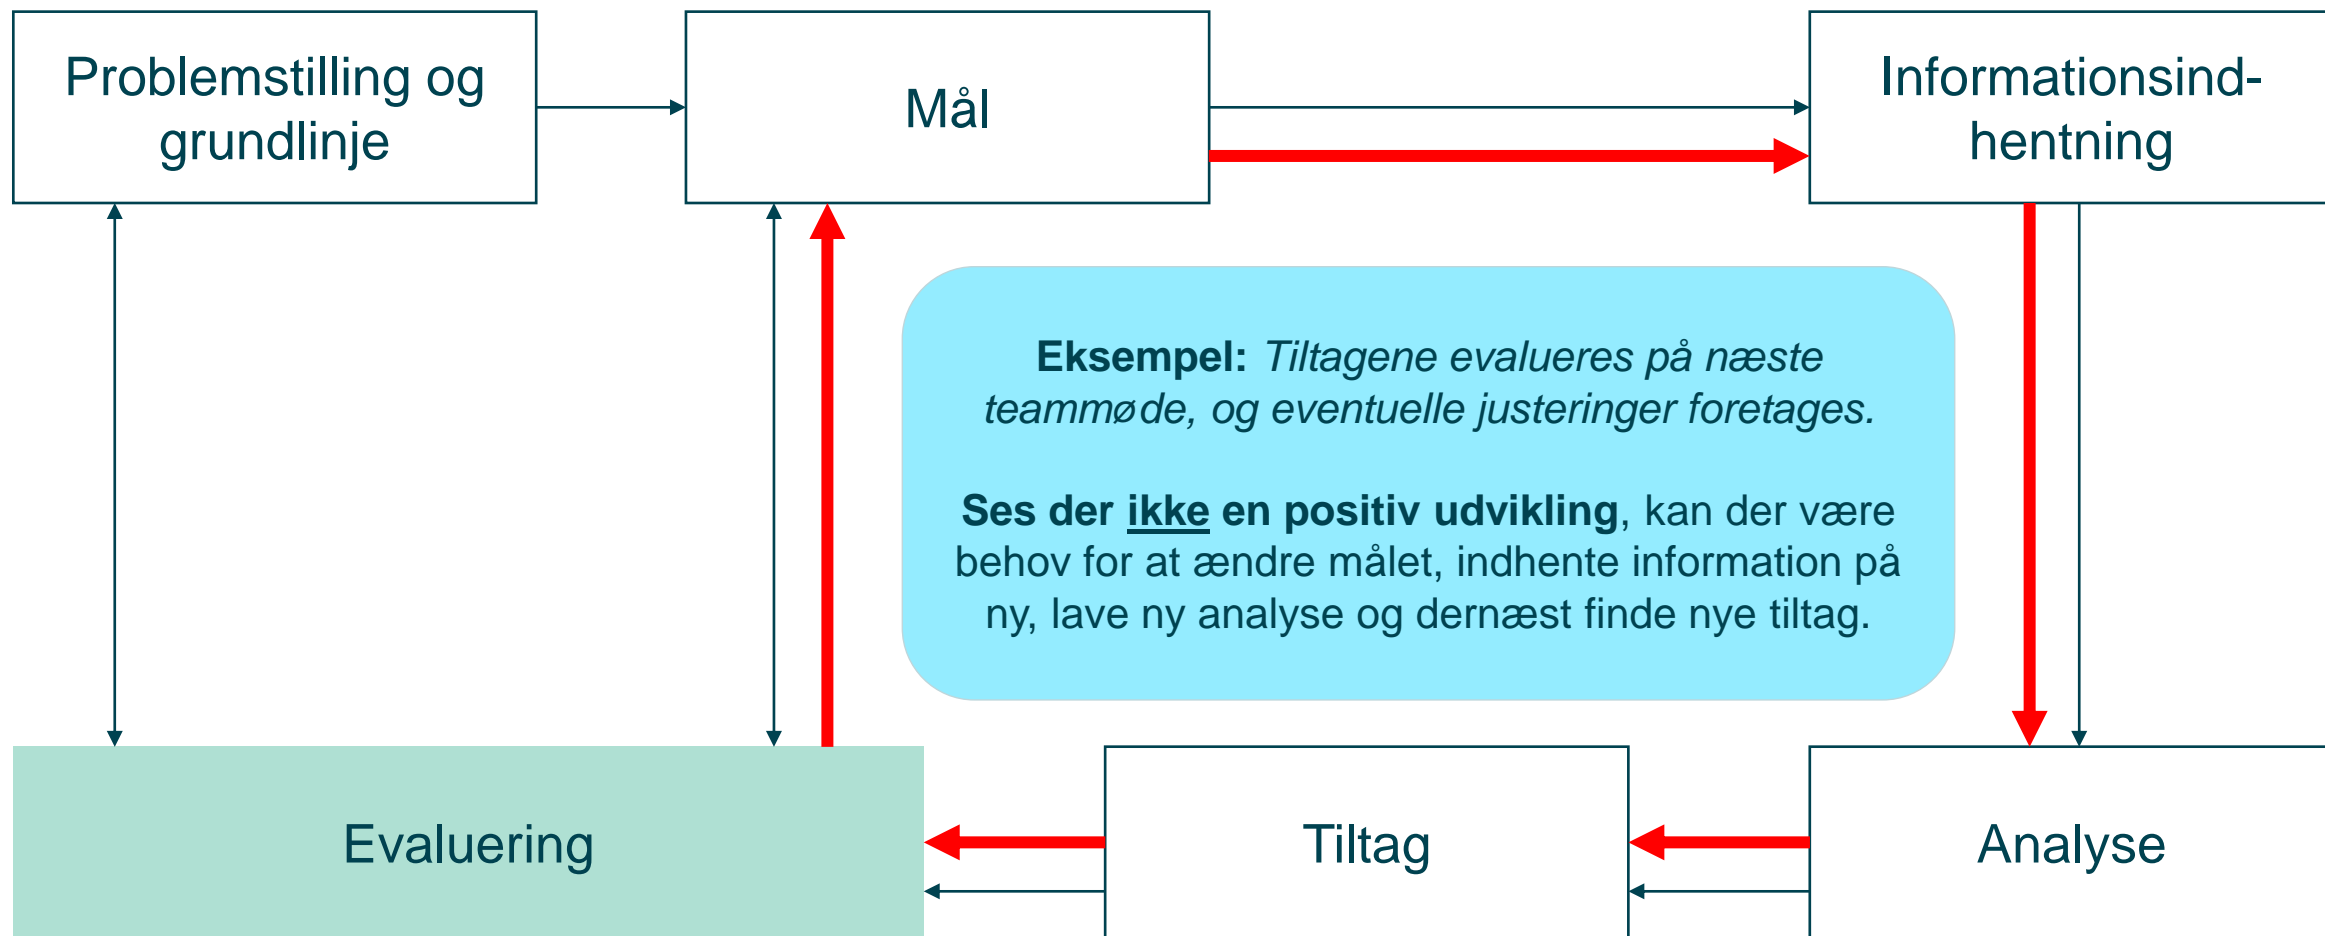 Problemstilling og
grundlinje
Mål
Informationsind-
hentning
Eksempel: Tiltagene evalueres på næste
teammøde, og eventuelle justeringer foretages.
Ses der ikke en positiv udvikling, kan der være
behov for at ændre målet, indhente information på
ny, lave ny analyse og dernæst finde nye tiltag.
Evaluering
Tiltag
Analyse